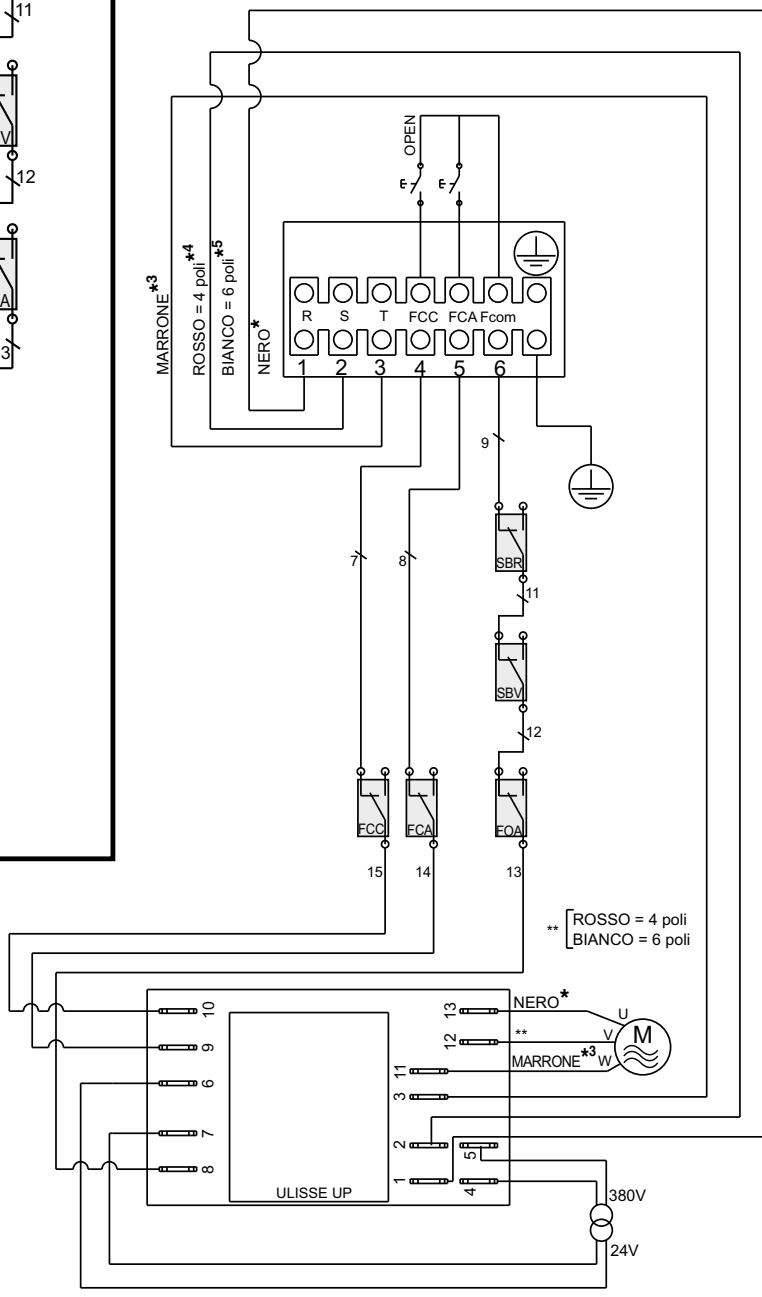 11
V
12
A
3
OPEN
MARRONE*3
ROSSO = 4 poli*4
BIANCO = 6 poli*5
NERO*
R S T FCC FCA Fcom
1 2 3 4 5 6
9
7
8
SBR
11
SBV
12
FCC
FCA
FOA
15
14
13
** ROSSO = 4 poli
BIANCO = 6 poli
10
9
6
7
8
ULISSE UP
13
12
11
3
2
1
5
4
NERO*
**
MARRONE*3
U
V
W
M
380V
24V